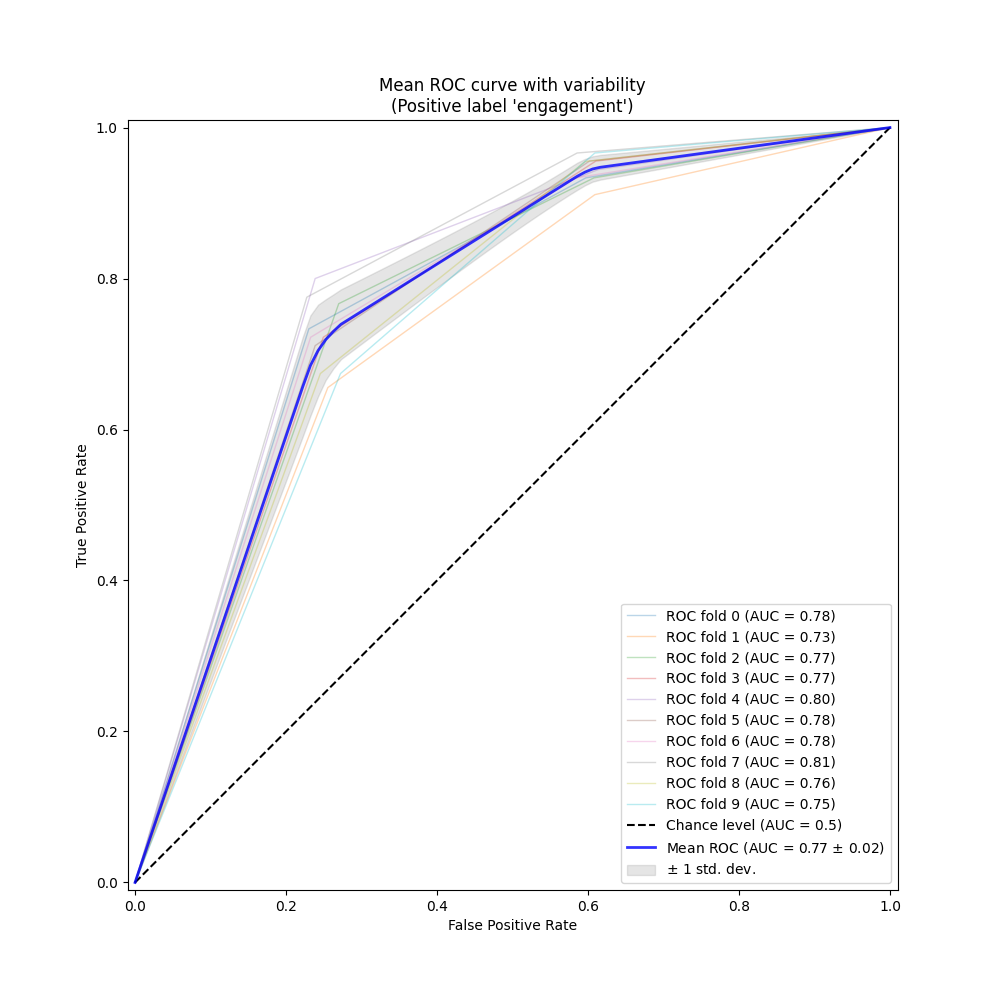 Mean ROC curve with variability
(Positive label 'engagement')
1.0
0.8
0.6
0.4
0.2
0.0
True Positive Rate
0.0
0.2
0.4
0.6
0.8
1.0
False Positive Rate
ROC fold 0 (AUC = 0.78)
ROC fold 1 (AUC = 0.73)
ROC fold 2 (AUC = 0.77)
ROC fold 3 (AUC = 0.77)
ROC fold 4 (AUC = 0.80)
ROC fold 5 (AUC = 0.78)
ROC fold 6 (AUC = 0.78)
ROC fold 7 (AUC = 0.81)
ROC fold 8 (AUC = 0.76)
ROC fold 9 (AUC = 0.75)
Chance level (AUC = 0.5)
Mean ROC (AUC = 0.77 ± 0.02)
± 1 std. dev.